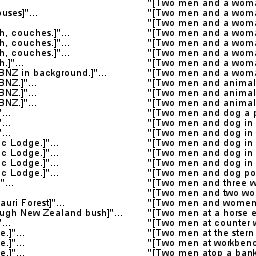 "[Two men and a woma
ouses]"... "[Two men and a woma
"[Two men and a woma
h, couches.]"... "[Two men and a woma
h, couches.]"... "[Two men and a woma
h, couches.]"... "[Two men and a woma
h.]"... "[Two men and a woma
BNZ in background.]"... "[Two men and a woma
BNZ.]"... "[Two men and animal
BNZ.]"... "[Two men and animal
BNZ.]"... "[Two men and animal
"... "[Two men and dog a p
"... "[Two men and dog in
"... "[Two men and dog in
c Lodge.]"... "[Two men and dog in
c Lodge.]"... "[Two men and dog in
c Lodge.]"... "[Two men and dog po
"... "[Two men and three w
"[Two men and two wo
auri Forest]"... "[Two men and women
ough New Zealand bush]"... "[Two men at a horse e
"... "[Two men at counter w
e.]"... "[Two men at the stern
e.]"... "[Two men at workbenc
e.]"... "[Two men atop a bank